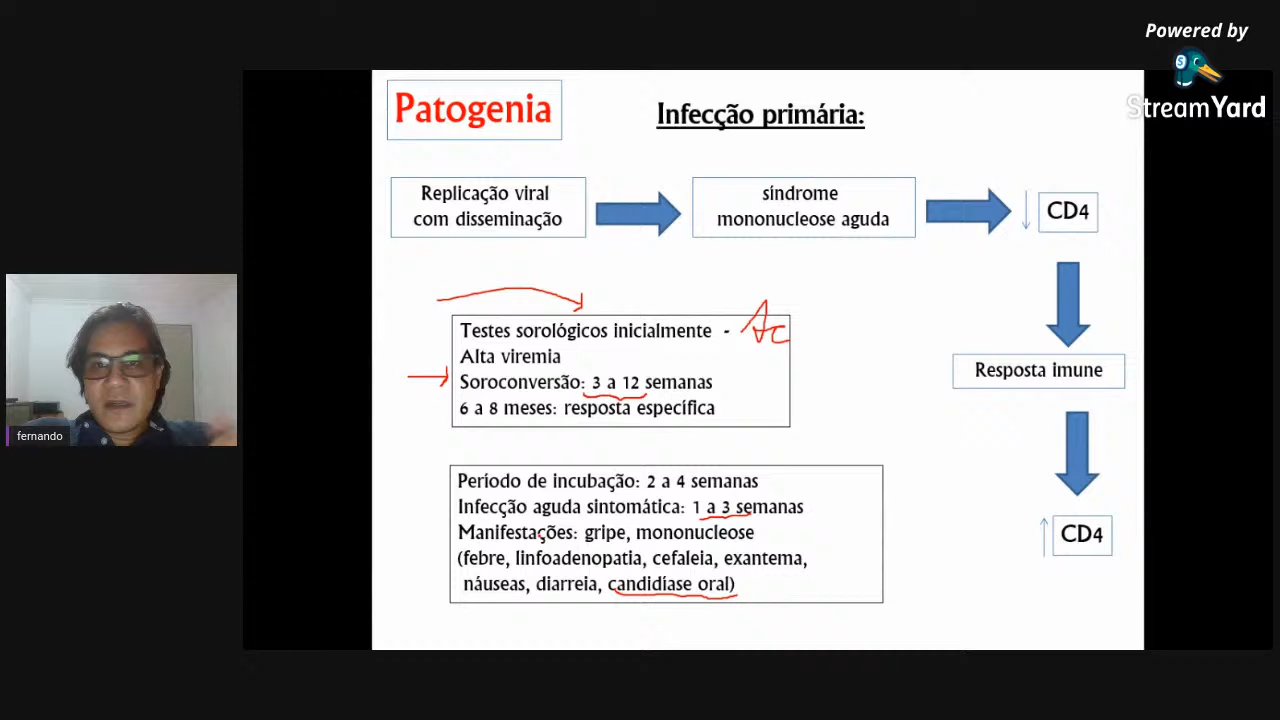 Powered by
StreamYard
Patogenia
Infecção primária:
Replicação viral
com disseminação
síndrome
mononucleose aguda
CD4
Testes sorológicos inicialmente - Ac
Alta viremia
Soroconversão: 3 a 12 semanas
6 a 8 meses: resposta específica
Resposta imune
fernando
Período de incubação: 2 a 4 semanas
Infecção aguda sintomática: 1 a 3 semanas
Manifestações: gripe, mononucleose
(febre, linfoadenopatia, cefaleia, exantema,
náuseas, diarreia, candidíase oral)
CD4